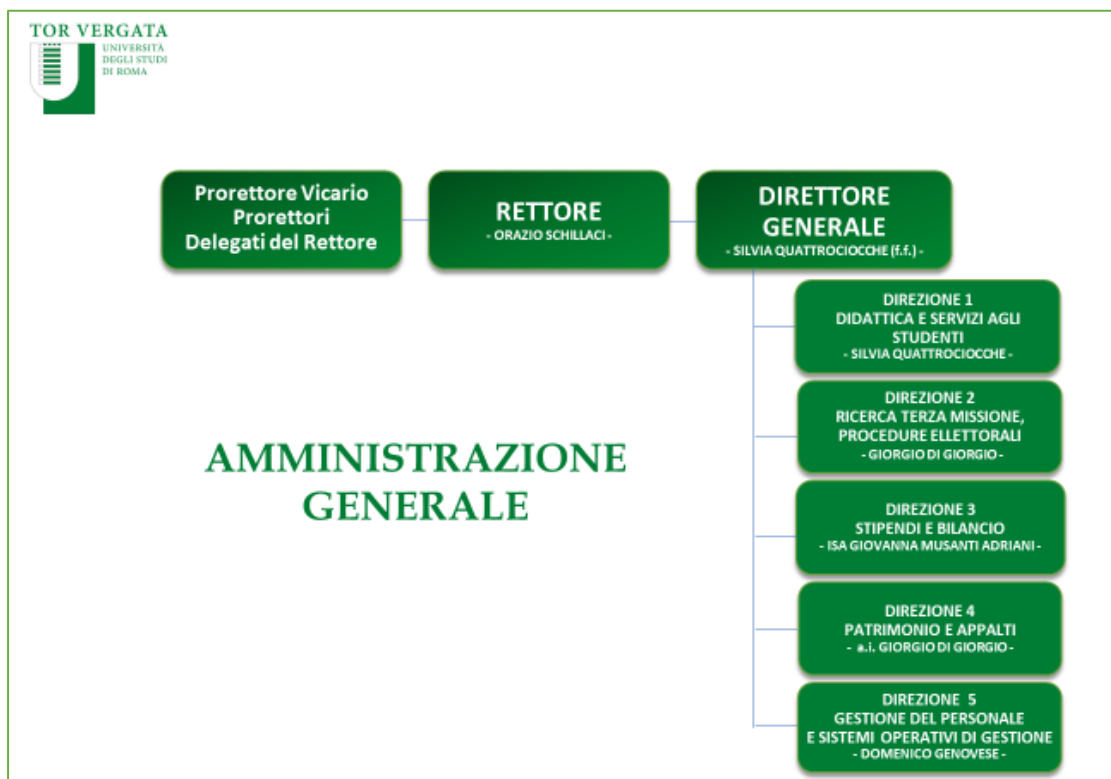 TOR VERGATA
UNIVERSITÀ
DEGLI STUDI
DI ROMA
Prorettore Vicario
Prorettori
Delegati del Rettore
RETTORE
- ORAZIO SCHILLACI -
DIRETTORE
GENERALE
- SILVIA QUATTROCIOCCHE (f.f.) -
DIREZIONE 1
DIDATTICA E SERVIZI AGLI
STUDENTI
- SILVIA QUATTROCIOCCHE -
DIREZIONE 2
RICERCA TERZA MISSIONE,
PROCEDURE ELLETTORALI
- GIORGIO DI GIORGIO -
AMMINISTRAZIONE
GENERALE
DIREZIONE 3
STIPENDI E BILANCIO
- ISA GIOVANNA MUSANTI ADRIANI -
DIREZIONE 4
PATRIMONIO E APPALTI
- a.i. GIORGIO DI GIORGIO -
DIREZIONE 5
GESTIONE DEL PERSONALE
E SISTEMI OPERATIVI DI GESTIONE
- DOMENICO GENOVESE -